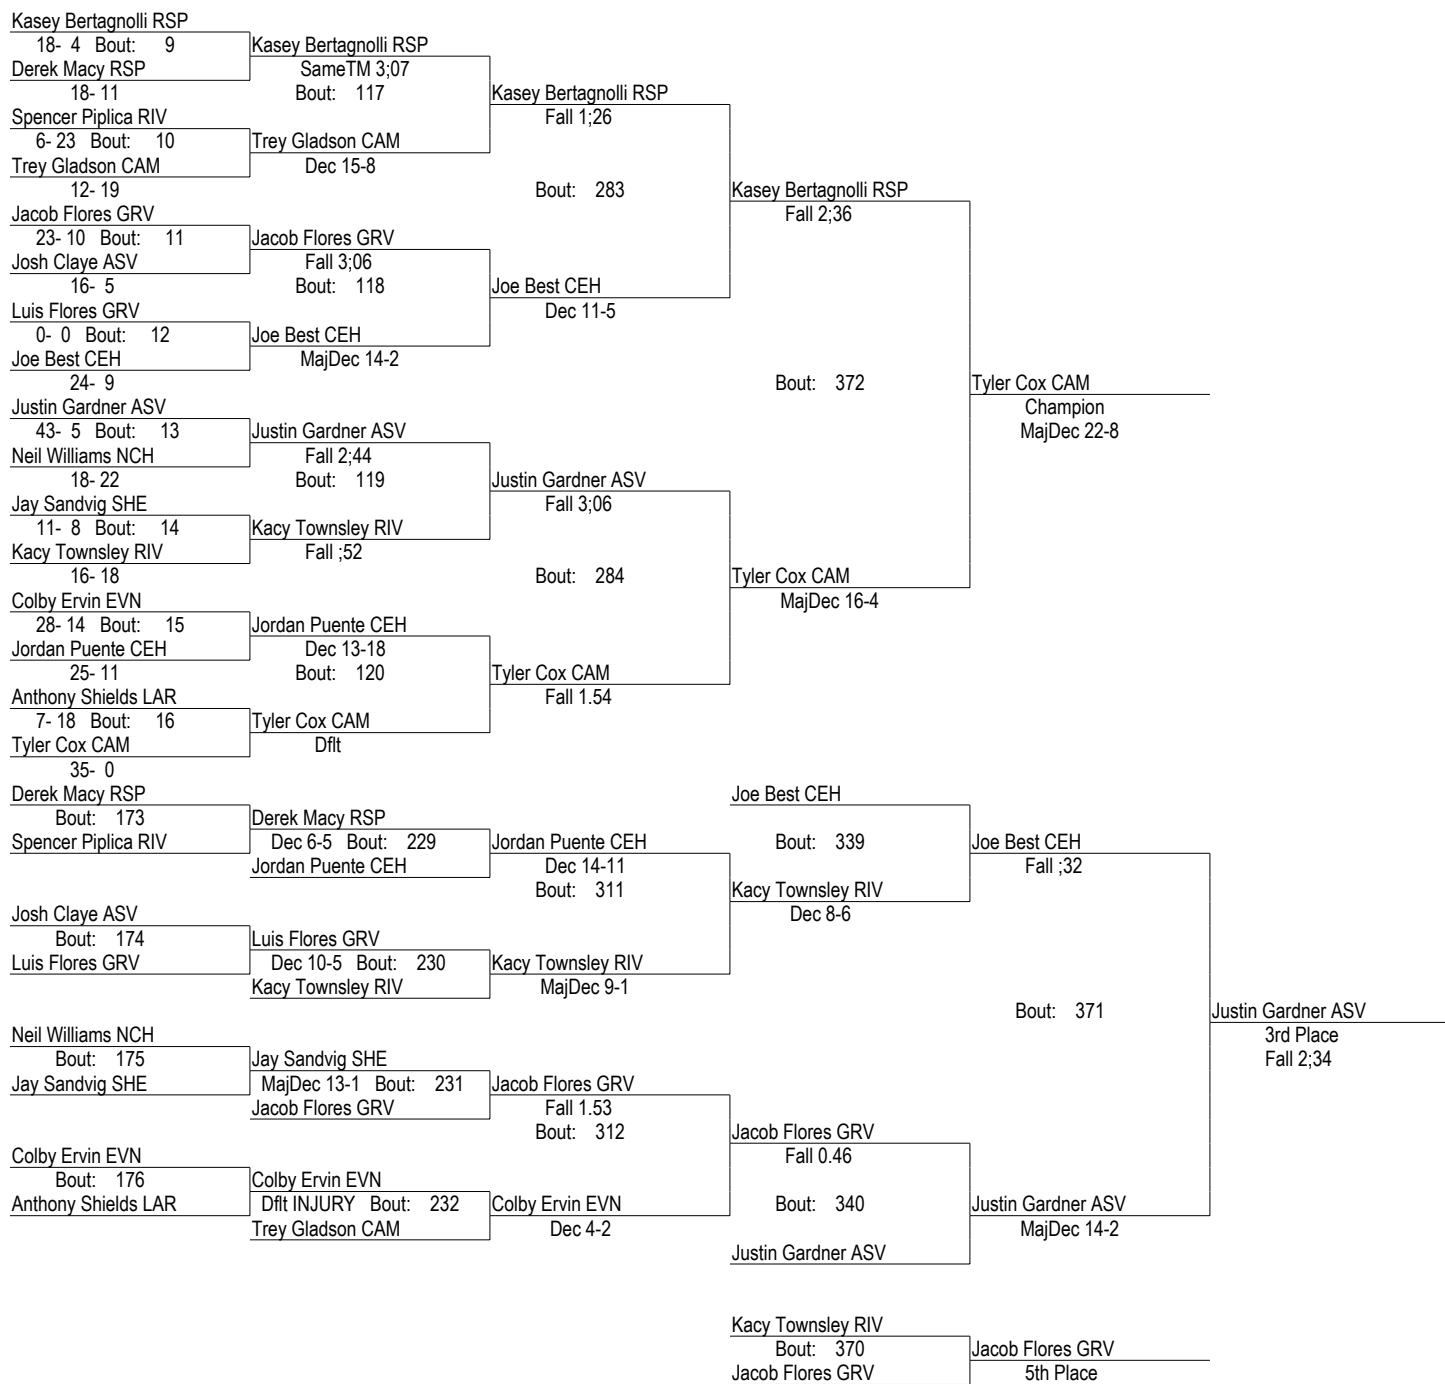 Kasey Bertagnolli RSP
18- 4 Bout: 9
Kasey Bertagnolli RSP
Derek Macy RSP
SameTM 3;07
18- 11
Bout: 117
Kasey Bertagnolli RSP
Spencer Piplica RIV
Fall 1;26
6- 23 Bout: 10
Trey Gladson CAM
Trey Gladson CAM
Dec 15-8
12- 19
Bout: 283
Kasey Bertagnolli RSP
Jacob Flores GRV
Fall 2;36
23- 10 Bout: 11
Jacob Flores GRV
Josh Claye ASV
Fall 3;06
16- 5
Bout: 118
Joe Best CEH
Luis Flores GRV
Dec 11-5
0- 0 Bout: 12
Joe Best CEH
Joe Best CEH
MajDec 14-2
24- 9
Bout: 372
Tyler Cox CAM
Justin Gardner ASV
Champion
43- 5 Bout: 13
Justin Gardner ASV
MajDec 22-8
Neil Williams NCH
Fall 2;44
18- 22
Bout: 119
Justin Gardner ASV
Jay Sandvig SHE
Fall 3;06
11- 8 Bout: 14
Kacy Townsley RIV
Kacy Townsley RIV
Fall ;52
16- 18
Bout: 284
Tyler Cox CAM
Colby Ervin EVN
MajDec 16-4
28- 14 Bout: 15
Jordan Puente CEH
Jordan Puente CEH
Dec 13-18
25- 11
Bout: 120
Tyler Cox CAM
Anthony Shields LAR
Fall 1.54
7- 18 Bout: 16
Tyler Cox CAM
Tyler Cox CAM
Dflt
35- 0
Derek Macy RSP
Joe Best CEH
Bout: 173
Derek Macy RSP
Spencer Piplica RIV
Dec 6-5 Bout: 229
Jordan Puente CEH
Bout: 339
Joe Best CEH
Jordan Puente CEH
Dec 14-11
Fall ;32
Bout: 311
Kacy Townsley RIV
Josh Claye ASV
Dec 8-6
Bout: 174
Luis Flores GRV
Luis Flores GRV
Dec 10-5 Bout: 230
Kacy Townsley RIV
Kacy Townsley RIV
MajDec 9-1
Bout: 371
Justin Gardner ASV
Neil Williams NCH
3rd Place
Bout: 175
Jay Sandvig SHE
Fall 2;34
Jay Sandvig SHE
MajDec 13-1 Bout: 231
Jacob Flores GRV
Jacob Flores GRV
Fall 1.53
Bout: 312
Jacob Flores GRV
Colby Ervin EVN
Fall 0.46
Bout: 176
Colby Ervin EVN
Anthony Shields LAR
Dflt INJURY Bout: 232
Colby Ervin EVN
Bout: 340
Justin Gardner ASV
Trey Gladson CAM
Dec 4-2
MajDec 14-2
Justin Gardner ASV
Kacy Townsley RIV
Bout: 370
Jacob Flores GRV
Jacob Flores GRV
5th Place